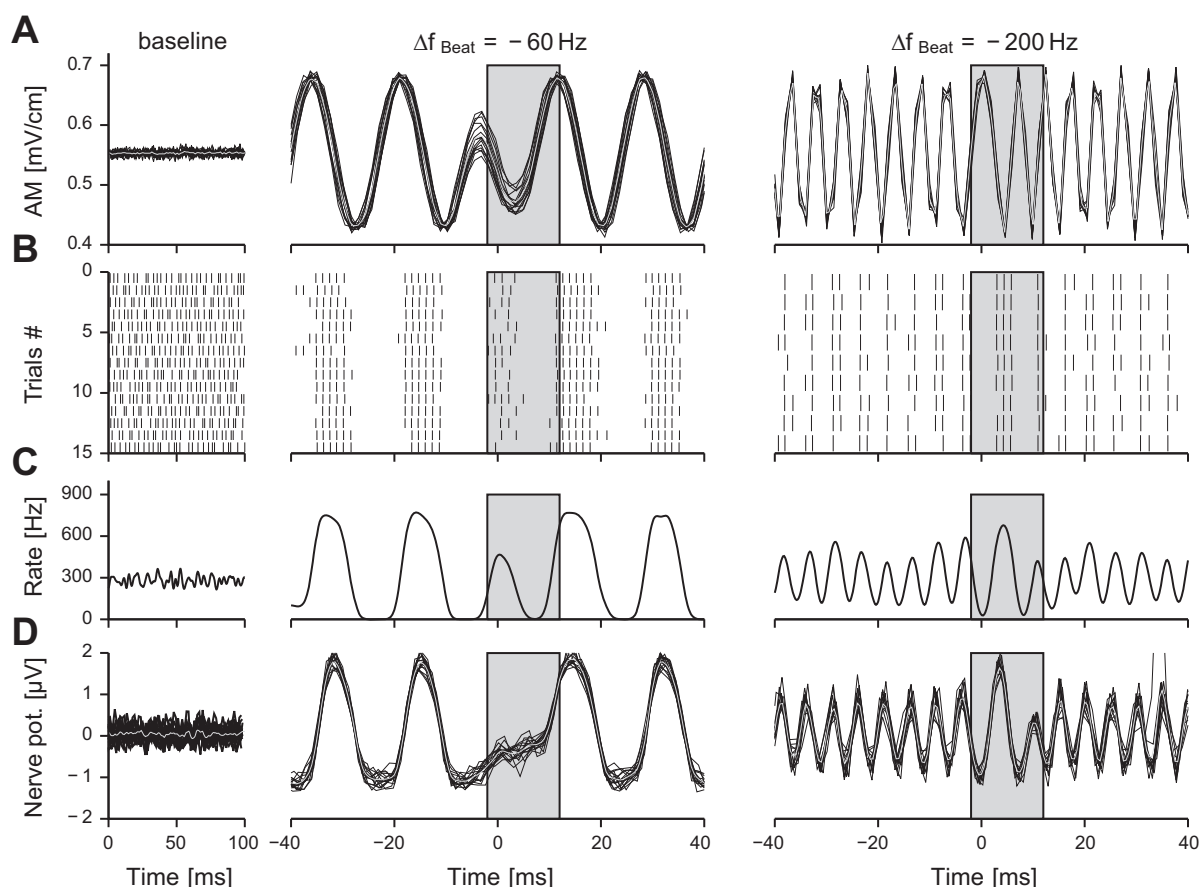 A
baseline
Δf Beat = −60 Hz
Δf Beat = −200 Hz
AM [mV/cm]
0.7
0.6
0.5
0.4
B
Trials #
0
5
10
15
C
Rate [Hz]
900
600
300
0
D
Nerve pot. [µV]
2
1
0
−1
−2
0 50 100
−40 −20 0 20 40
−40 −20 0 20 40
Time [ms]
Time [ms]
Time [ms]